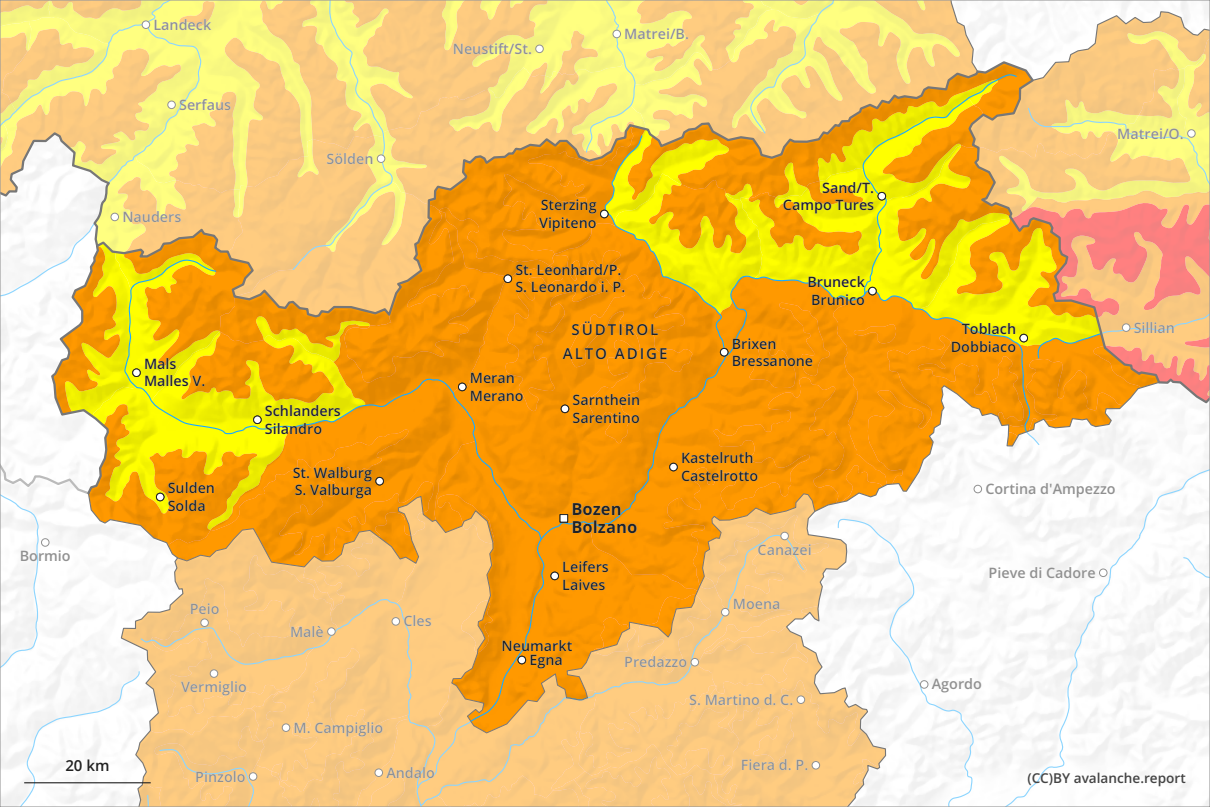 Landeck
Matrei/B.
Neustift/St.
Serfaus
Matrei/O.
Sölden
Sand/T.
Campo Tures
Sterzing
Vipiteno
Nauders
St. Leonhard/P.
S. Leonardo i. P.
Bruneck
Brunico
SÜDTIROL
ALTO ADIGE
Toblach
Dobbiaco
Sillian
Brixen
Bressanone
Mals
Malles V.
Meran
Merano
Sarnthein
Sarentino
Schlanders
Silandro
Kastelruth
Castelrotto
St. Walburg
S. Valburga
Sulden
Solda
Cortina d'Ampezzo
Bozen
Bolzano
Bormio
Canazei
Leifers
Laives
Pieve di Cadore
Peio
Moena
Malè
Cles
Neumarkt
Egna
Predazzo
Vermiglio
Agordo
S. Martino d. C.
M. Campiglio
20 km
Pinzolo
Andalo
Fiera d. P.
(CC)BY avalanche.report